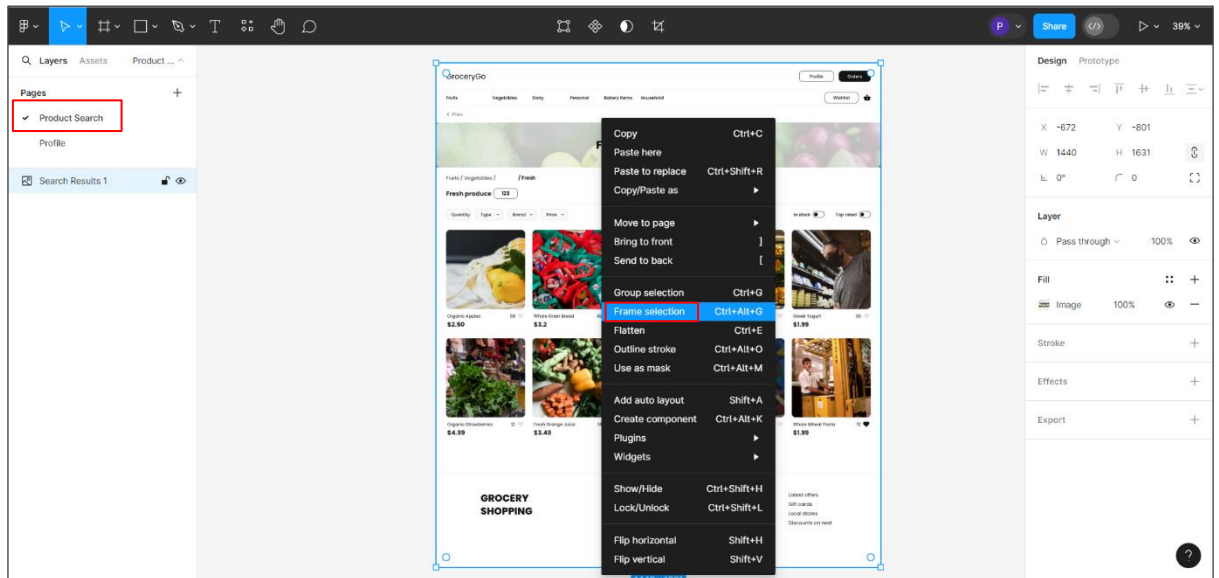 T
P
Share
</>
39%
Layers Assets Product ...
Pages
Product Search
Profile
Search Results 1
GroceryGo
Profile
Orders
Fruits Vegetables Dairy Personal Bakery Items Household
Wishlist
< Prev
F
Fruits / Vegetables / /Fresh
Fresh produce 123
Quantity Type Brand Price
In stock Top rated
Organic Apples
$2.50
Whole Grain Bread
$3.2
Greek Yogurt
$1.99
Organic Strawberries 12
$4.99
Fresh Orange Juice 12
$3.49
Whole Wheat Pasta
$1.99
GROCERY
SHOPPING
Latest offers
Gift cards
Local stores
Copy Ctrl+C
Paste here
Paste to replace Ctrl+Shift+R
Copy/Paste as
Move to page
Bring to front ]
Send to back [
Group selection Ctrl+G
Frame selection Ctrl+Alt+G
Flatten Ctrl+E
Outline stroke Ctrl+Alt+O
Use as mask Ctrl+Alt+M
Add auto layout Shift+A
Create component Ctrl+Alt+K
Plugins
Widgets
Show/Hide Ctrl+Shift+H
Lock/Unlock Ctrl+Shift+L
Flip horizontal Shift+H
Flip vertical Shift+V
Design Prototype
X -672 Y -801
W 1440 H 1631
0° 0
Layer
Pass through 100%
Fill
Image 100%
Stroke
Effects
Export
?